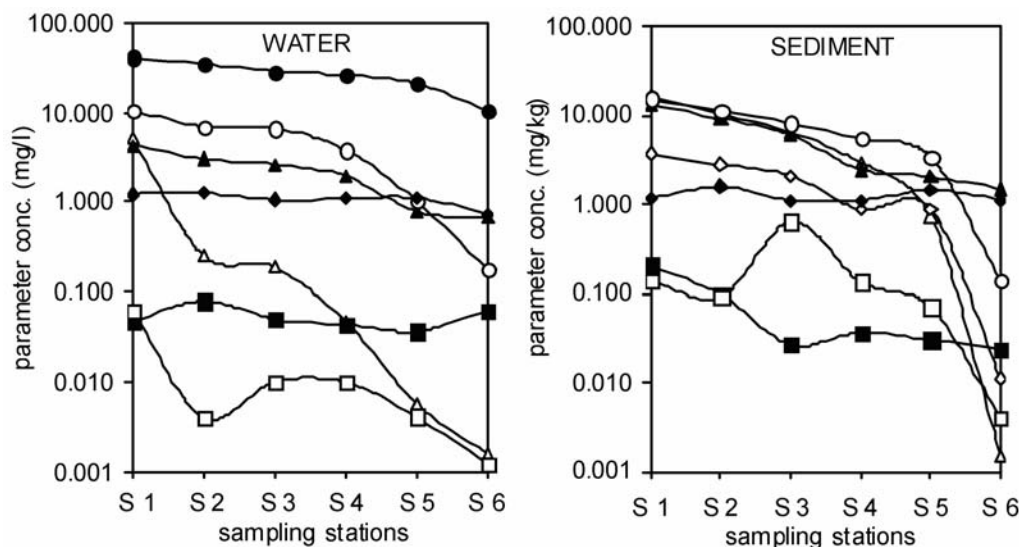 WATER
parameter conc. (mg/l)
100.000
10.000
1.000
0.100
0.010
0.001
S 1 S 2 S 3 S 4 S 5 S 6
sampling stations
SEDIMENT
parameter conc. (mg/kg)
100.000
10.000
1.000
0.100
0.010
0.001
S 1 S 2 S 3 S 4 S 5 S 6
sampling stations